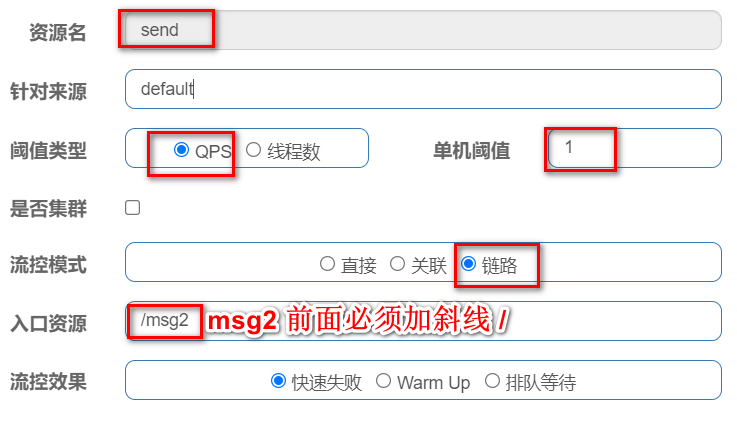 资源名 send
针对来源 default
阈值类型 QPS 线程数 单机阈值 1
是否集群
流控模式 直接 关联 链路
入口资源 /msg2 msg2 前面必须加斜线 /
流控效果 快速失败 Warm Up 排队等待